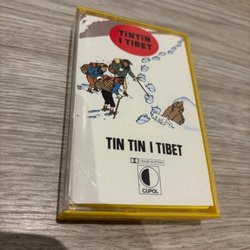 TINTIN
I TIBET
TIN TIN I TIBET
DOLBY SYSTEM
CUPOL